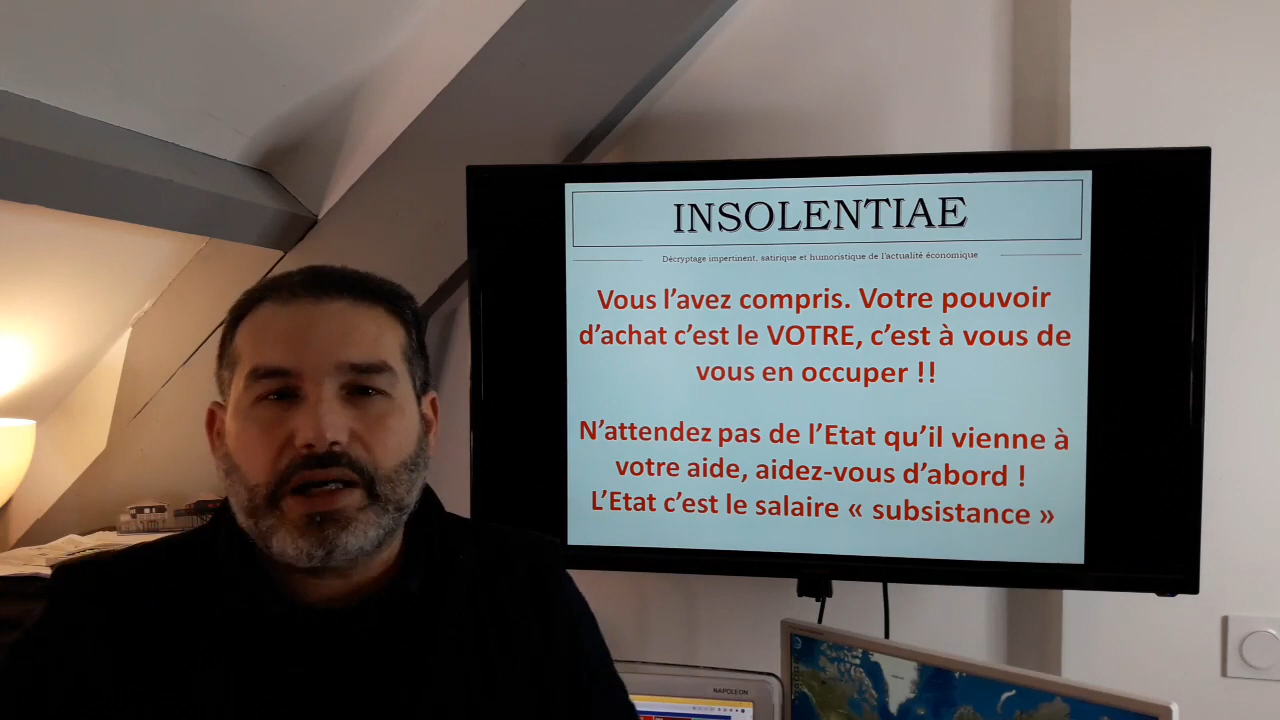 INSOLENTIAE
Décryptage impertinent, satirique et humoristique de l'actualité économique
Vous l'avez compris. Votre pouvoir
d'achat c'est le VOTRE, c'est à vous de
vous en occuper !!
N'attendez pas de l'Etat qu'il vienne à
votre aide, aidez-vous d'abord !
L'Etat c'est le salaire « subsistance »
NAPOLEON